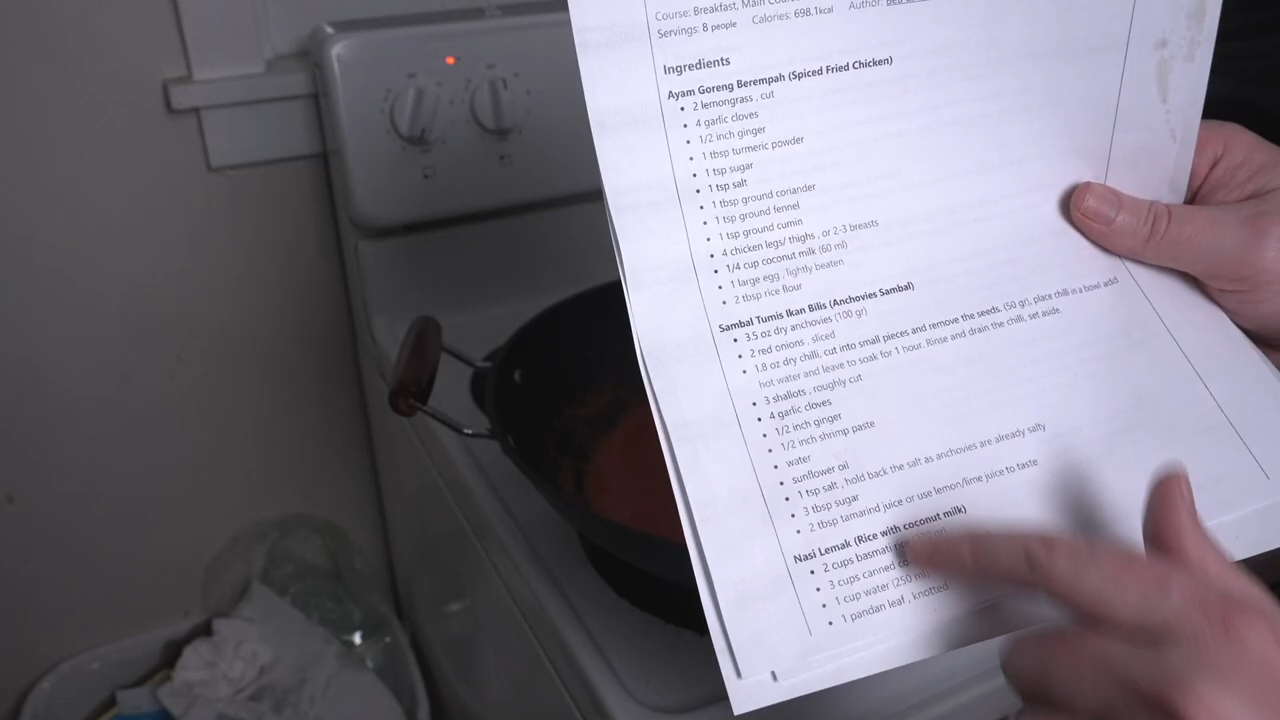 Course: Breakfast, Main
Servings: 8 people Calories: 698.1kcal Author:
Ingredients
Ayam Goreng Berempah (Spiced Fried Chicken)
• 2 lemongrass , cut
• 4 garlic cloves
• 1/2 inch ginger
• 1 tbsp turmeric powder
• 1 tsp sugar
• 1 tsp salt
• 1 tbsp ground coriander
• 1 tsp ground fennel
• 1 tsp ground cumin
• 4 chicken legs/ thighs , or 2-3 breasts
• 1/4 cup coconut milk (60 ml)
• 1 large egg , lightly beaten
• 2 tbsp rice flour
Sambal Tumis Ikan Bilis (Anchovies Sambal)
• 3.5 oz dry anchovies (100 gr)
• 2 red onions , sliced
• 1.8 oz dry chilli, cut into small pieces and remove the seeds. (50 gr), place chilli in a bowl add
hot water and leave to soak for 1 hour. Rinse and drain the chilli, set aside.
• 3 shallots , roughly cut
• 4 garlic cloves
• 1/2 inch ginger
• 1/2 inch shrimp paste
• water
• sunflower oil
• 1 tsp salt , hold back the salt as anchovies are already salty
• 3 tbsp sugar
• 2 tbsp tamarind juice or use lemon/lime juice to taste
Nasi Lemak (Rice with coconut milk)
• 2 cups basmati
• 3 cups canned
• 1 cup water (250 ml)
• 1 pandan leaf , knotted